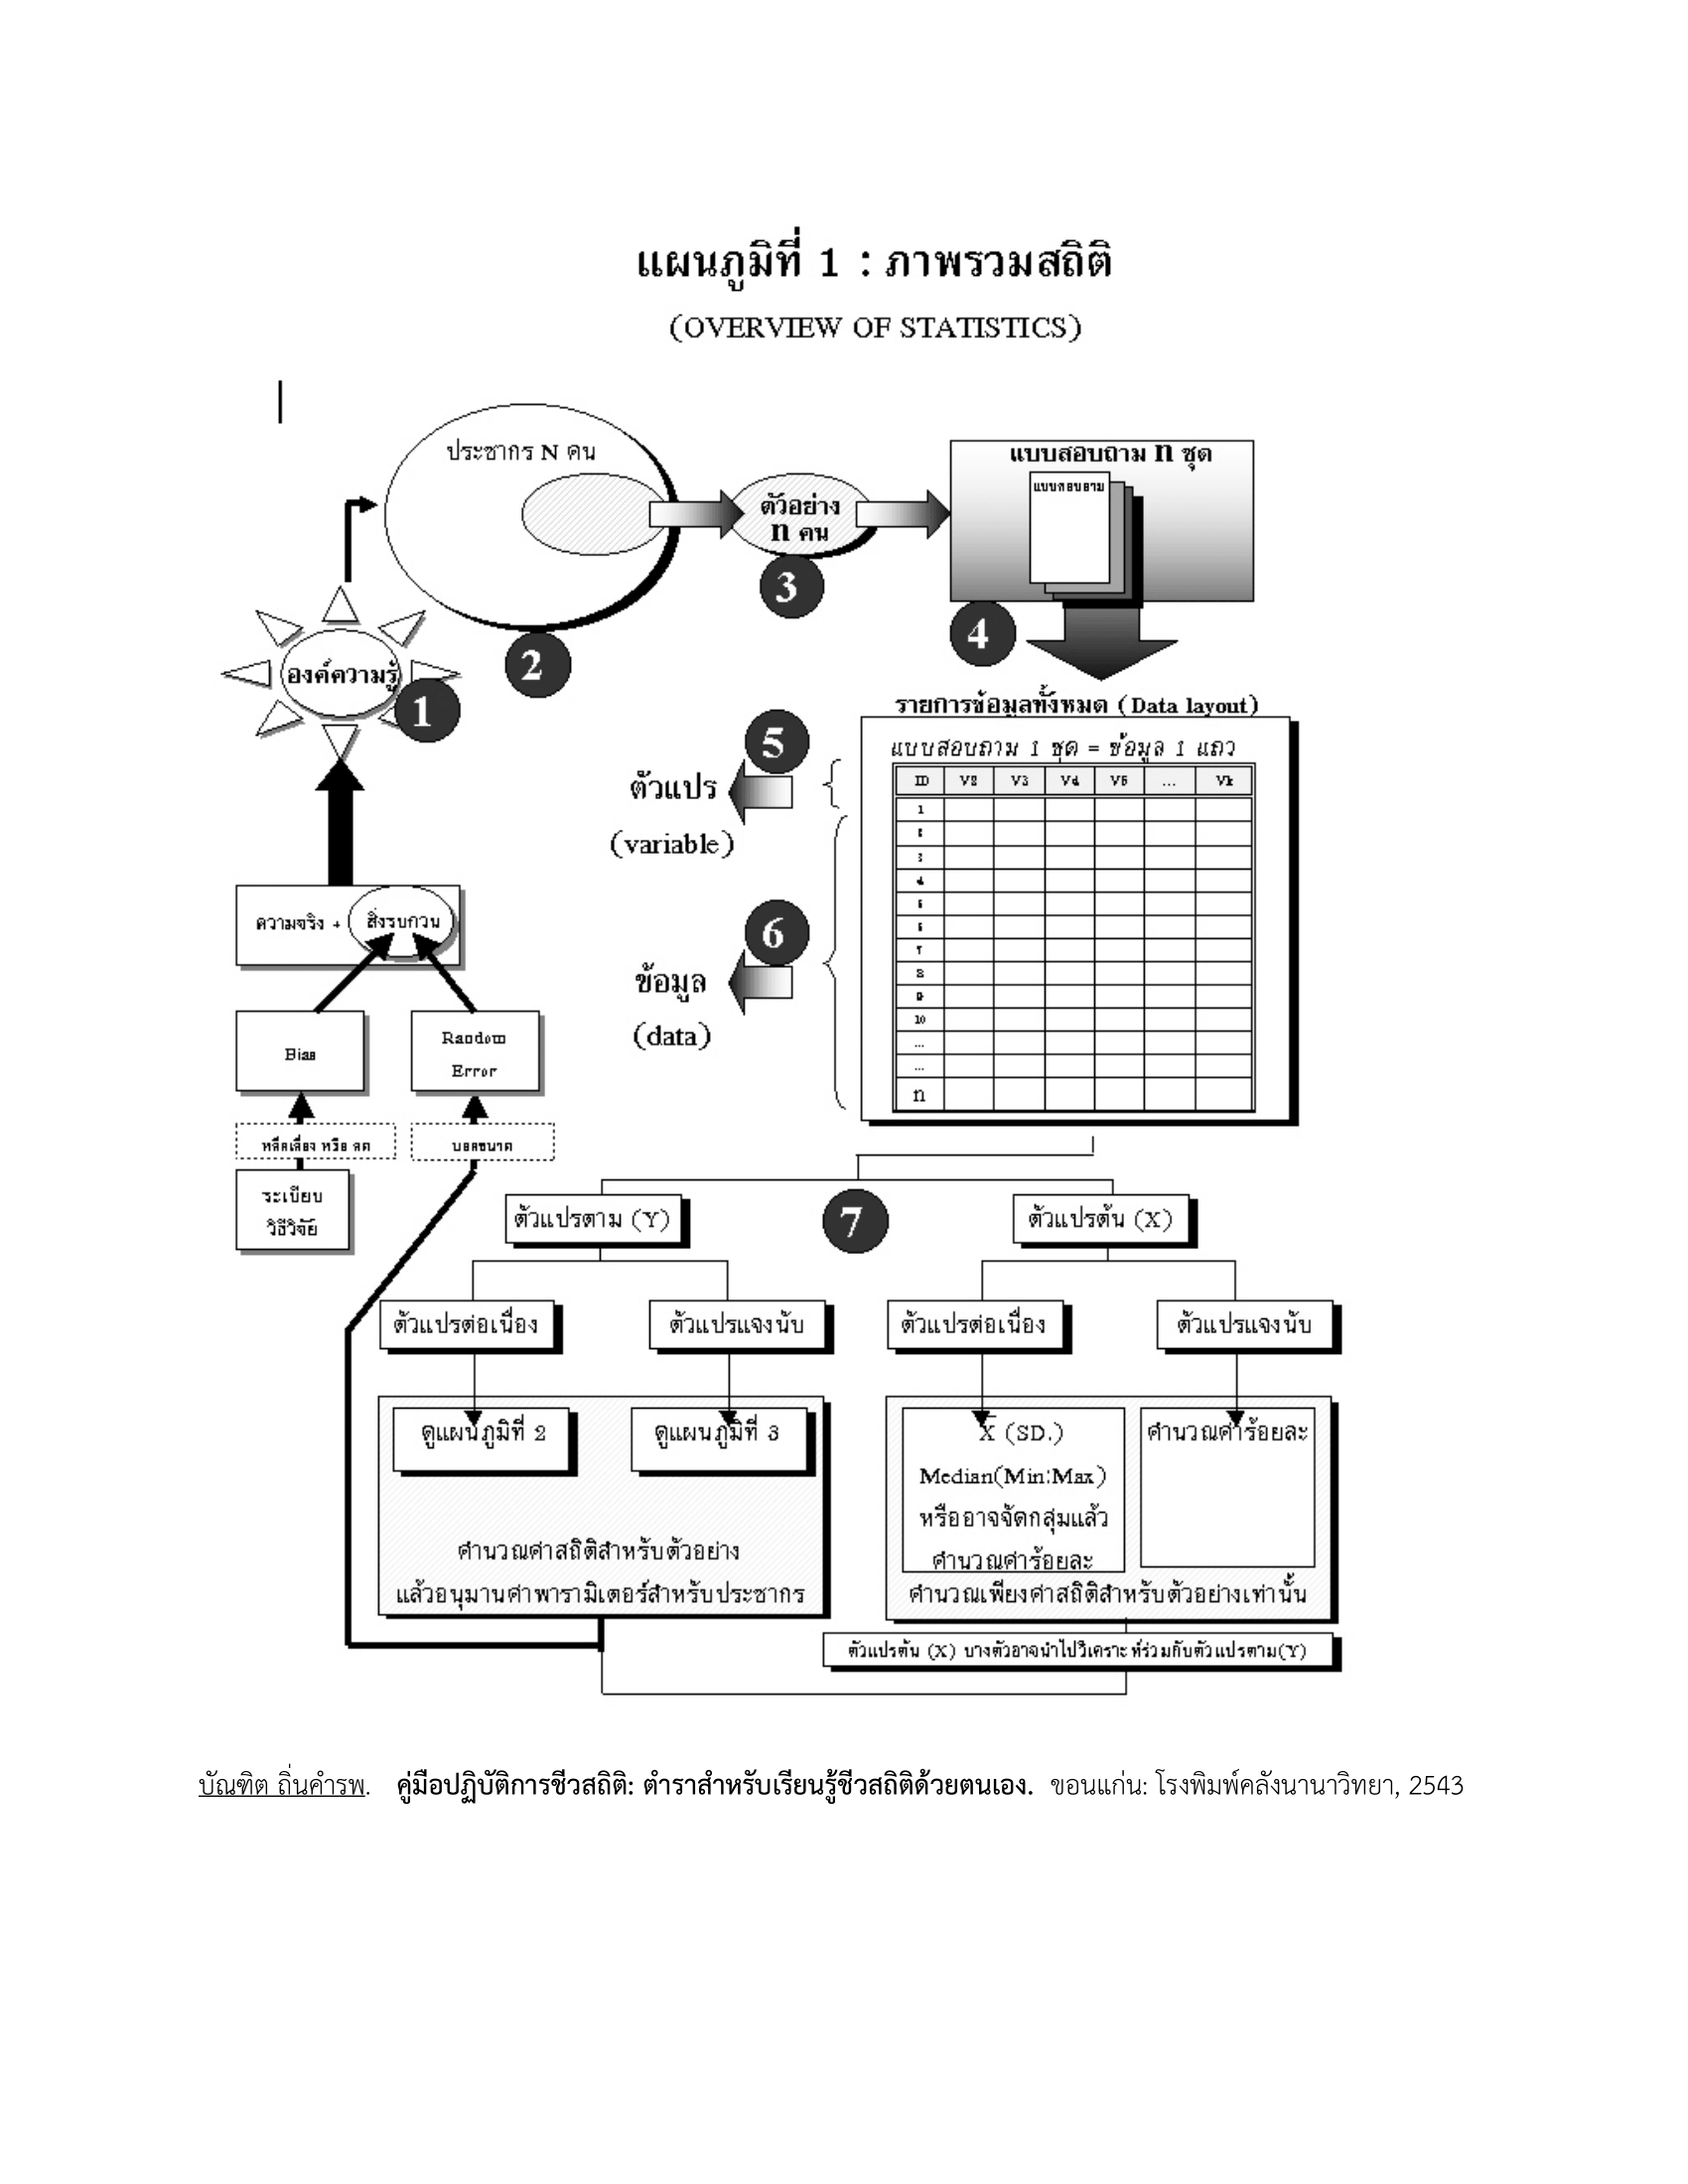 แผนภูมิที่ 1 : ภาพรวมสถิติ
(OVERVIEW OF STATISTICS)
ประชากร N คน
ตัวอย่าง
n คน
แบบสอบถาม n ชุด
แบบสอบถาม
3
4
2
องค์ความรู้
1
รายการข้อมูลทั้งหมด (Data layout)
แบบสอบถาม 1 ชุด = ข้อมูล 1 แถว
5
ตัวแปร
(variable)
ID V2 V3 V4 V5 ... Vk
1
2
3
4
5
6
7
8
9
10
...
...
n
6
ข้อมูล
(data)
ความจริง + สิ่งรบกวน
Bias
Random
Error
หลีกเลี่ยง หรือ ลด
บอกขนาด
ระเบียบ
วิธีวิจัย
ตัวแปรตาม (Y)
7
ตัวแปรต้น (X)
ตัวแปรต่อเนื่อง
ตัวแปรแจงนับ
ตัวแปรต่อเนื่อง
ตัวแปรแจงนับ
ดูแผนภูมิที่ 2
ดูแผนภูมิที่ 3
คำนวณค่าสถิติสำหรับตัวอย่าง
แล้วอนุมานค่าพารามิเตอร์สำหรับประชากร
X̅ (SD.)
Median(Min:Max)
หรืออาจจัดกลุ่มแล้ว
คำนวณค่าร้อยละ
คำนวณค่าร้อยละ
คำนวณเพียงค่าสถิติสำหรับตัวอย่างเท่านั้น
ตัวแปรต้น (X) บางตัวอาจนำไปวิเคราะห์ร่วมกับตัวแปรตาม(Y)
บัณฑิต ถิ่นคำรพ. คู่มือปฏิบัติการชีวสถิติ: ตำราสำหรับเรียนรู้ชีวสถิติด้วยตนเอง. ขอนแก่น: โรงพิมพ์คลังนานาวิทยา, 2543